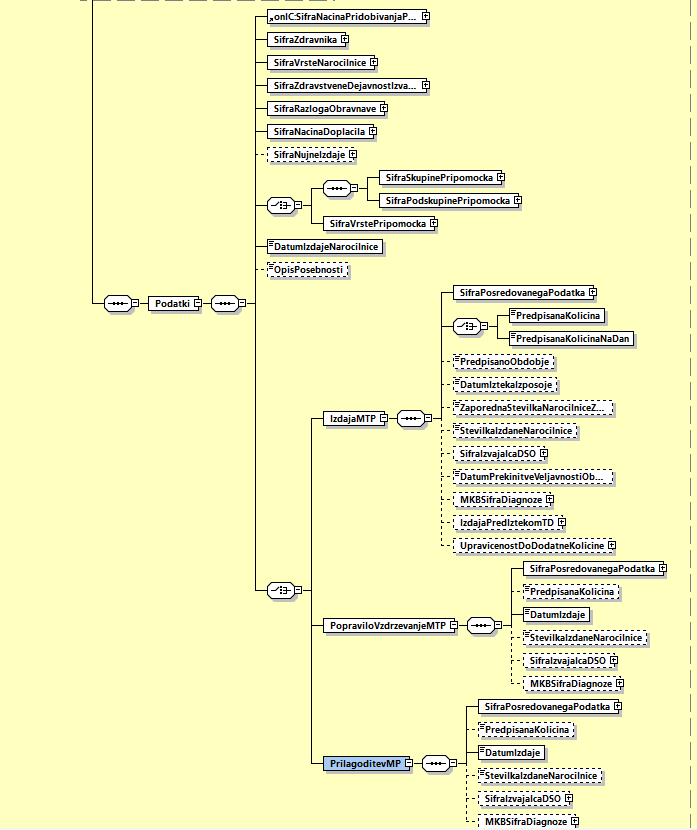 onIC:SifraNacinaPridobivanjaP...
SifraZdravnika
SifraVrsteNarocilnice
SifraZdravstveneDejavnostIzva...
SifraRazlogaObravnave
SifraNacinaDoplacila
SifraNujneIzdaje
SifraSkupinePripomocka
SifraPodskupinePripomocka
SifraVrstePripomocka
DatumIzdajeNarocilnice
OpisPosebnosti
Podatki
SifraPosredovanegaPodatka
PredpisanaKolicina
PredpisanaKolicinaNaDan
PredpisanoObdobje
DatumIztekaIzposoje
ZaporednaStevilkaNarocilniceZ...
IzdajaMTP
StevilkaIzdaneNarocilnice
SifraIzvajalcaDSO
DatumPrekinitveVeljavnostiOb...
MKBSifraDiagnoze
IzdajaPredIztekomTD
UpravicenostDoDodatneKolicine
SifraPosredovanegaPodatka
PredpisanaKolicina
DatumIzdaje
PopraviloVzdrzevanjeMTP
StevilkaIzdaneNarocilnice
SifraIzvajalcaDSO
MKBSifraDiagnoze
SifraPosredovanegaPodatka
PredpisanaKolicina
DatumIzdaje
PrilagoditevMP
StevilkaIzdaneNarocilnice
SifraIzvajalcaDSO
MKBSifraDiagnoze